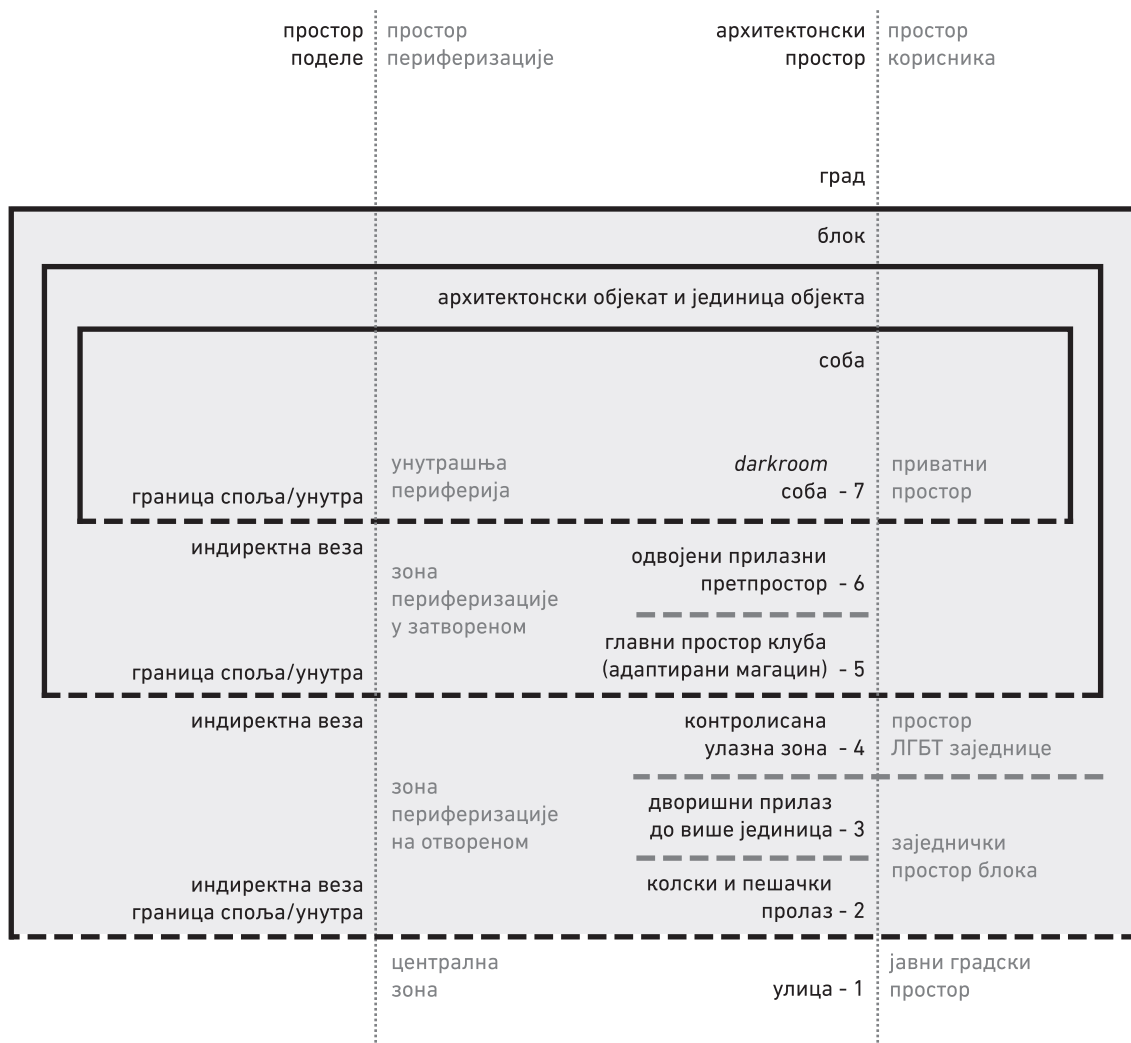 простор
поделе
простор
периферизације
архитектонски
простор
простор
корисника
град
блок
архитектонски објекат и јединица објекта
соба
граница споља/унутра
унутрашња
периферија
darkroom
соба - 7
приватни
простор
индиректна веза
зона
периферизације
у затвореном
одвојени прилазни
претпростор - 6
граница споља/унутра
главни простор клуба
(адаптирани магацин) - 5
индиректна веза
контролисана
улазна зона - 4
простор
ЛГБТ заједнице
зона
периферизације
на отвореном
дворишни прилаз
до више јединица - 3
заједнички
простор блока
индиректна веза
граница споља/унутра
колски и пешачки
пролаз - 2
централна
зона
улица - 1
јавни градски
простор